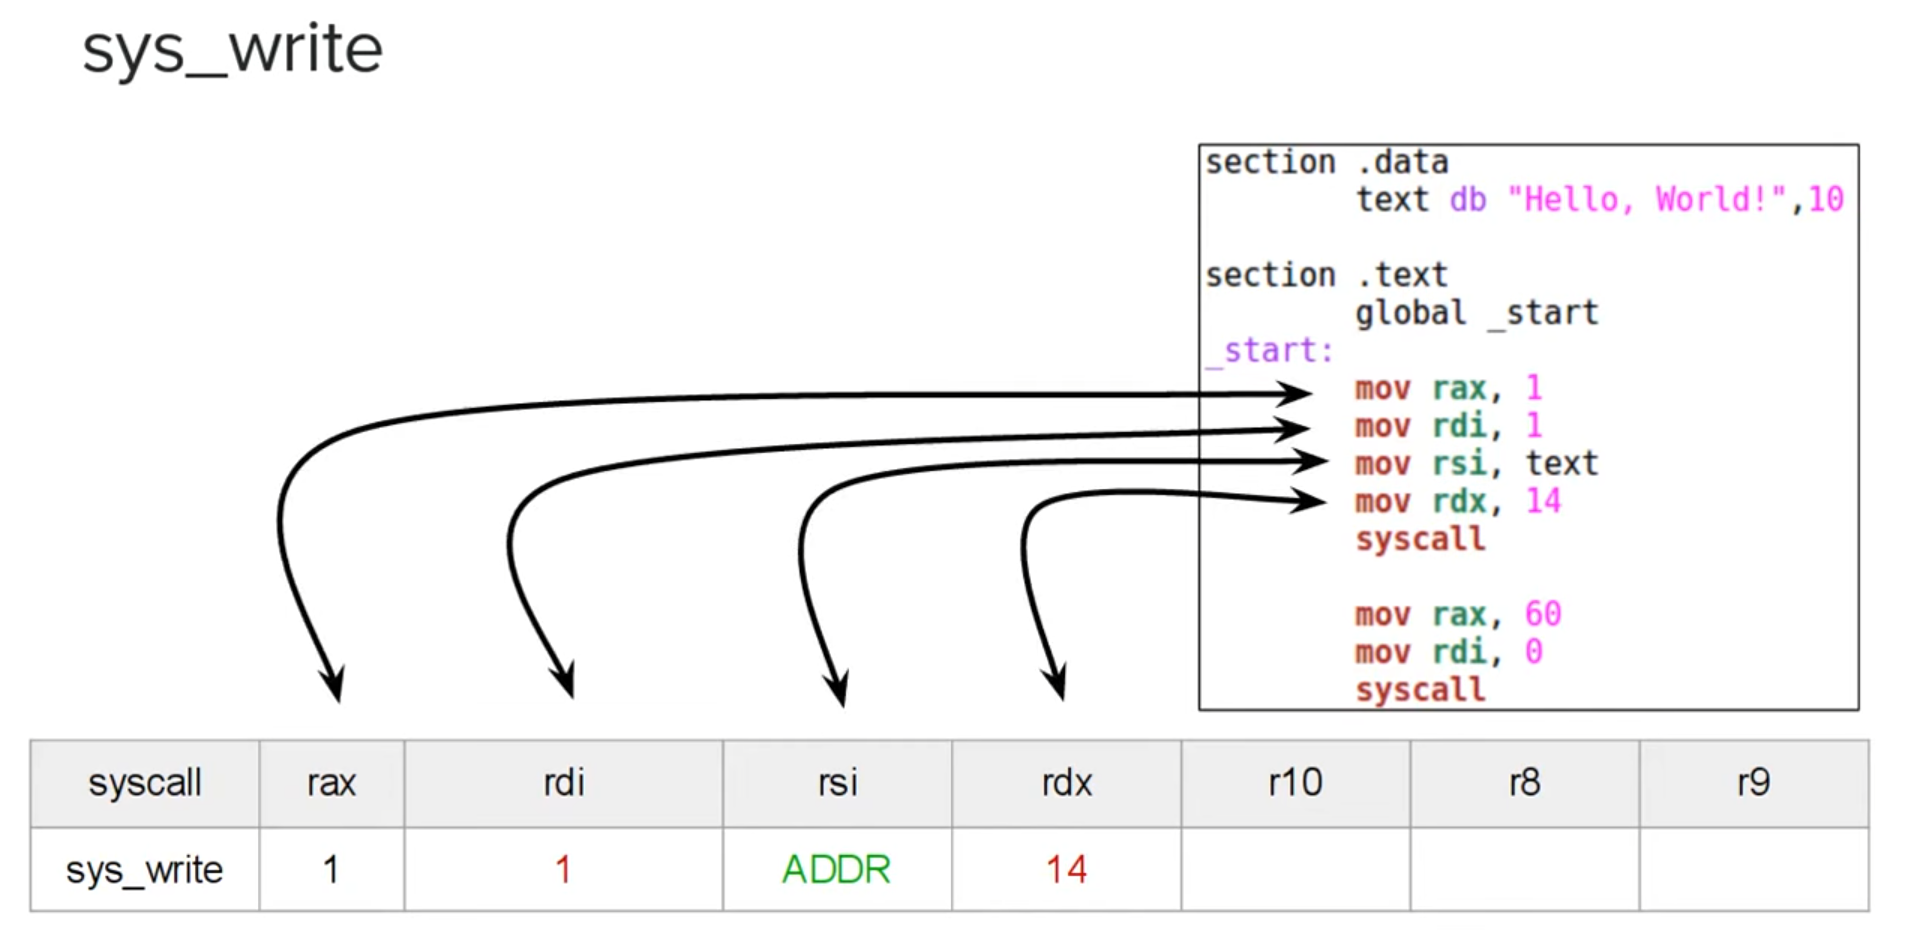 sys_write
section .data
text db "Hello, World!",10
section .text
global _start
_start:
mov rax, 1
mov rdi, 1
mov rsi, text
mov rdx, 14
syscall
mov rax, 60
mov rdi, 0
syscall
syscall rax rdi rsi rdx r10 r8 r9
sys_write 1 1 ADDR 14